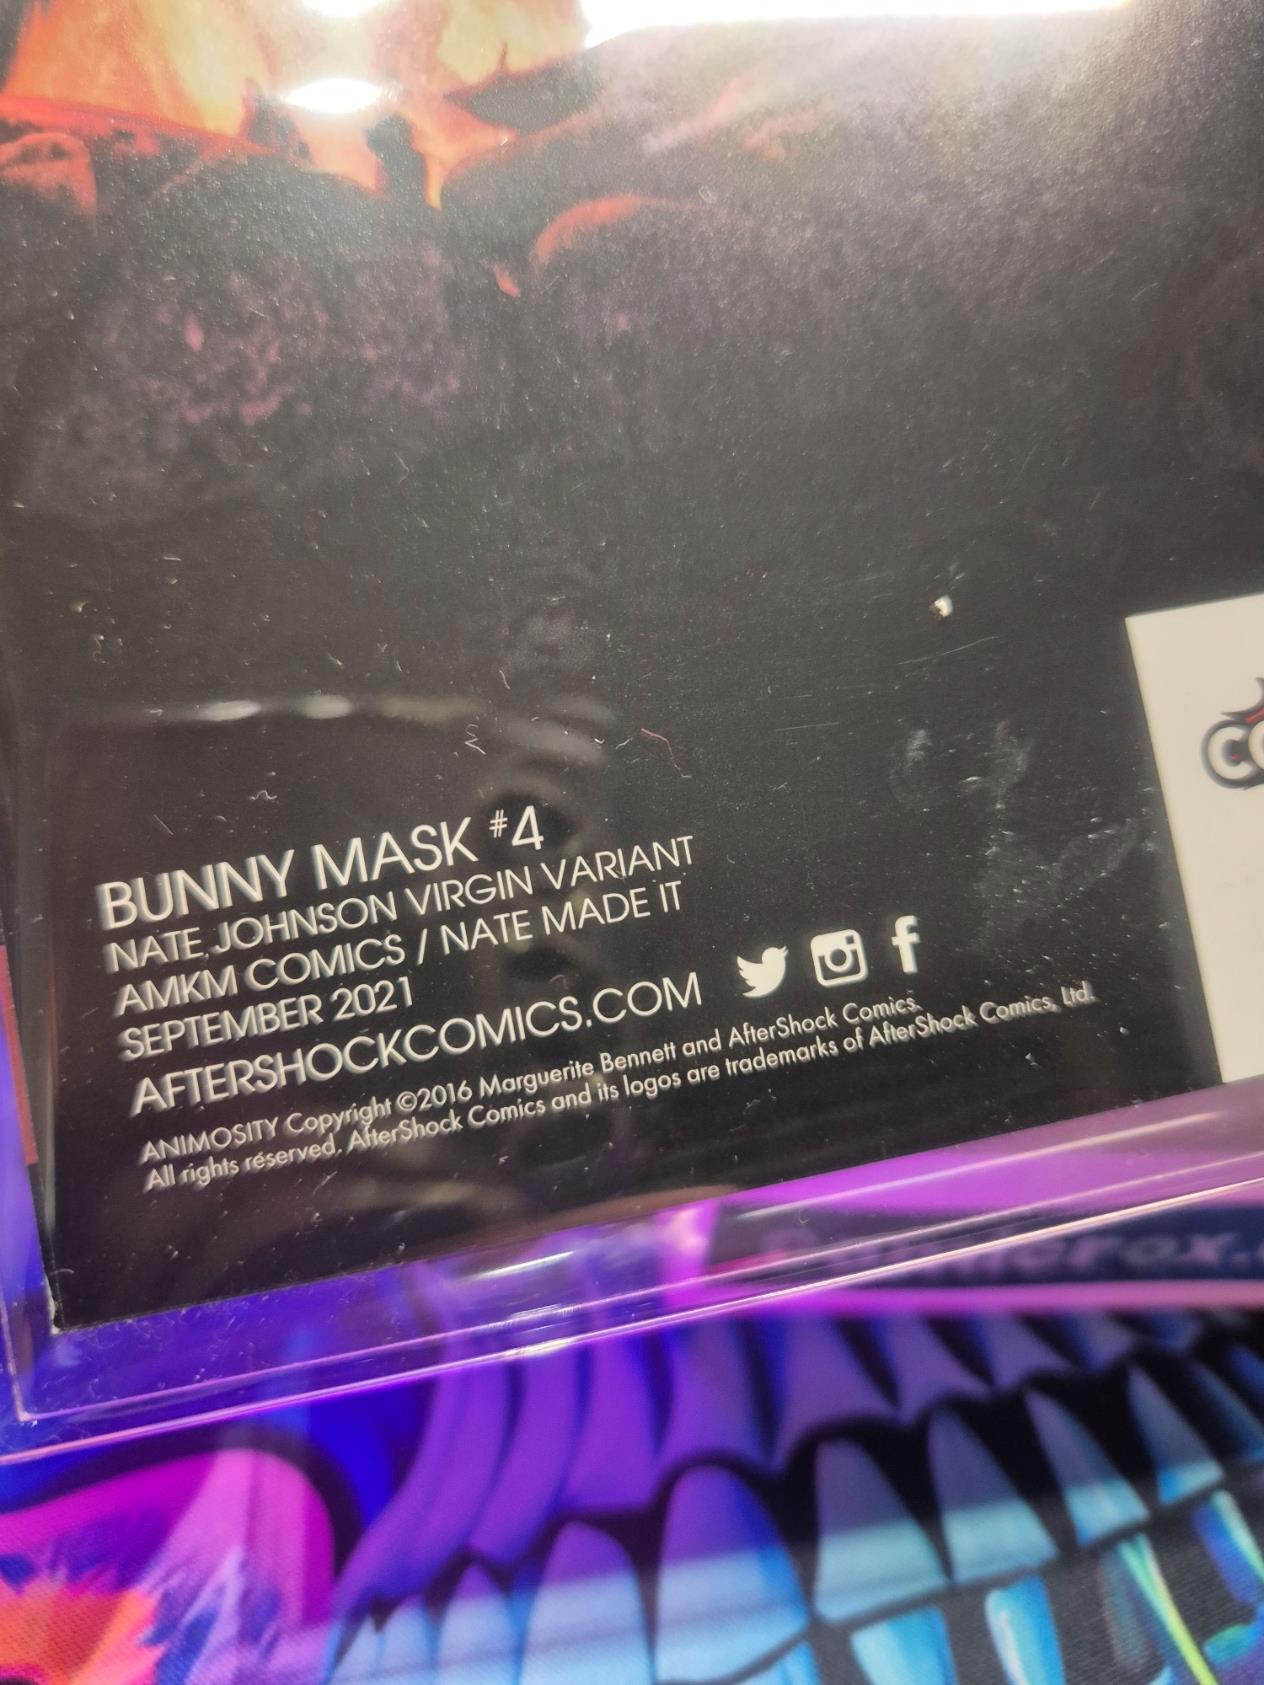 BUNNY MASK #4
NATE JOHNSON VIRGIN VARIANT
AMKM COMICS / NATE MADE IT
SEPTEMBER 2021
AFTERSHOCKCOMICS.COM
ANIMOSITY Copyright ©2016 Marguerite Bennett and AfterShock Comics.
All rights reserved. AfterShock Comics and its logos are trademarks of AfterShock Comics, Ltd.